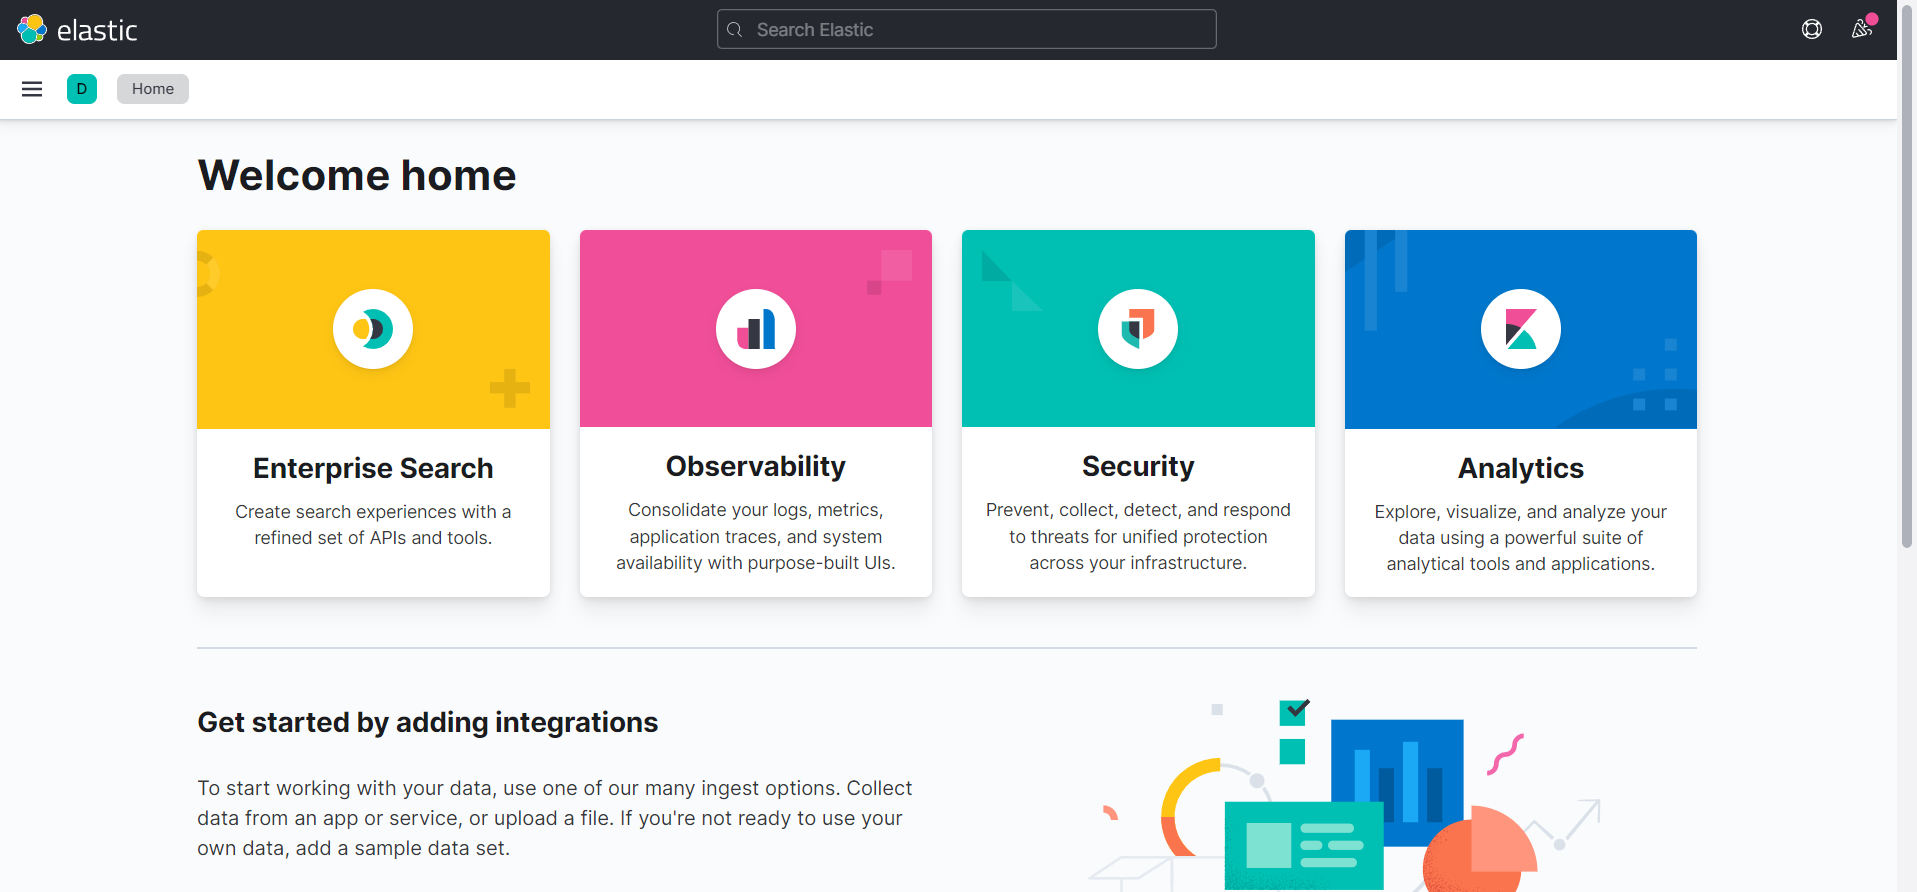 elastic
Search Elastic
D
Home
Welcome home
Enterprise Search
Create search experiences with a
refined set of APIs and tools.
Observability
Consolidate your logs, metrics,
application traces, and system
availability with purpose-built UIs.
Security
Prevent, collect, detect, and respond
to threats for unified protection
across your infrastructure.
Analytics
Explore, visualize, and analyze your
data using a powerful suite of
analytical tools and applications.
Get started by adding integrations
To start working with your data, use one of our many ingest options. Collect
data from an app or service, or upload a file. If you're not ready to use your
own data, add a sample data set.